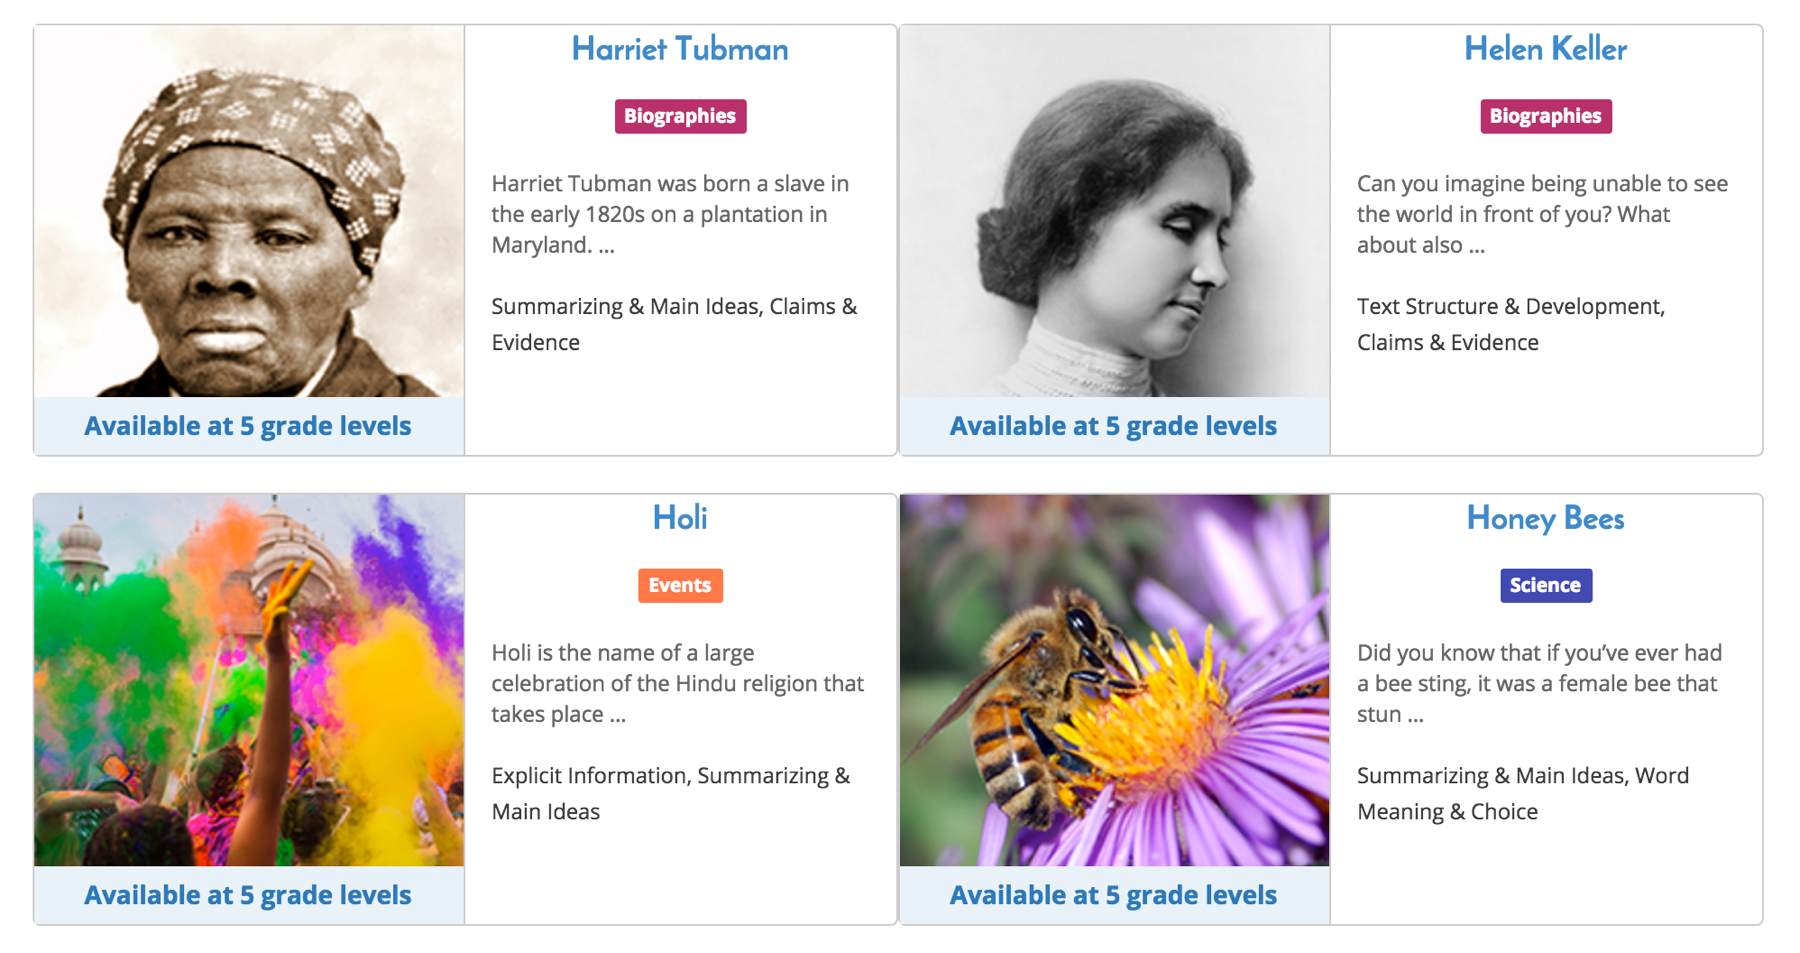 Harriet Tubman
Biographies
Harriet Tubman was born a slave in
the early 1820s on a plantation in
Maryland. ...
Summarizing & Main Ideas, Claims &
Evidence
Available at 5 grade levels
Helen Keller
Biographies
Can you imagine being unable to see
the world in front of you? What
about also ...
Text Structure & Development,
Claims & Evidence
Available at 5 grade levels
Holi
Events
Holi is the name of a large
celebration of the Hindu religion that
takes place ...
Explicit Information, Summarizing &
Main Ideas
Available at 5 grade levels
Honey Bees
Science
Did you know that if you’ve ever had
a bee sting, it was a female bee that
stun ...
Summarizing & Main Ideas, Word
Meaning & Choice
Available at 5 grade levels